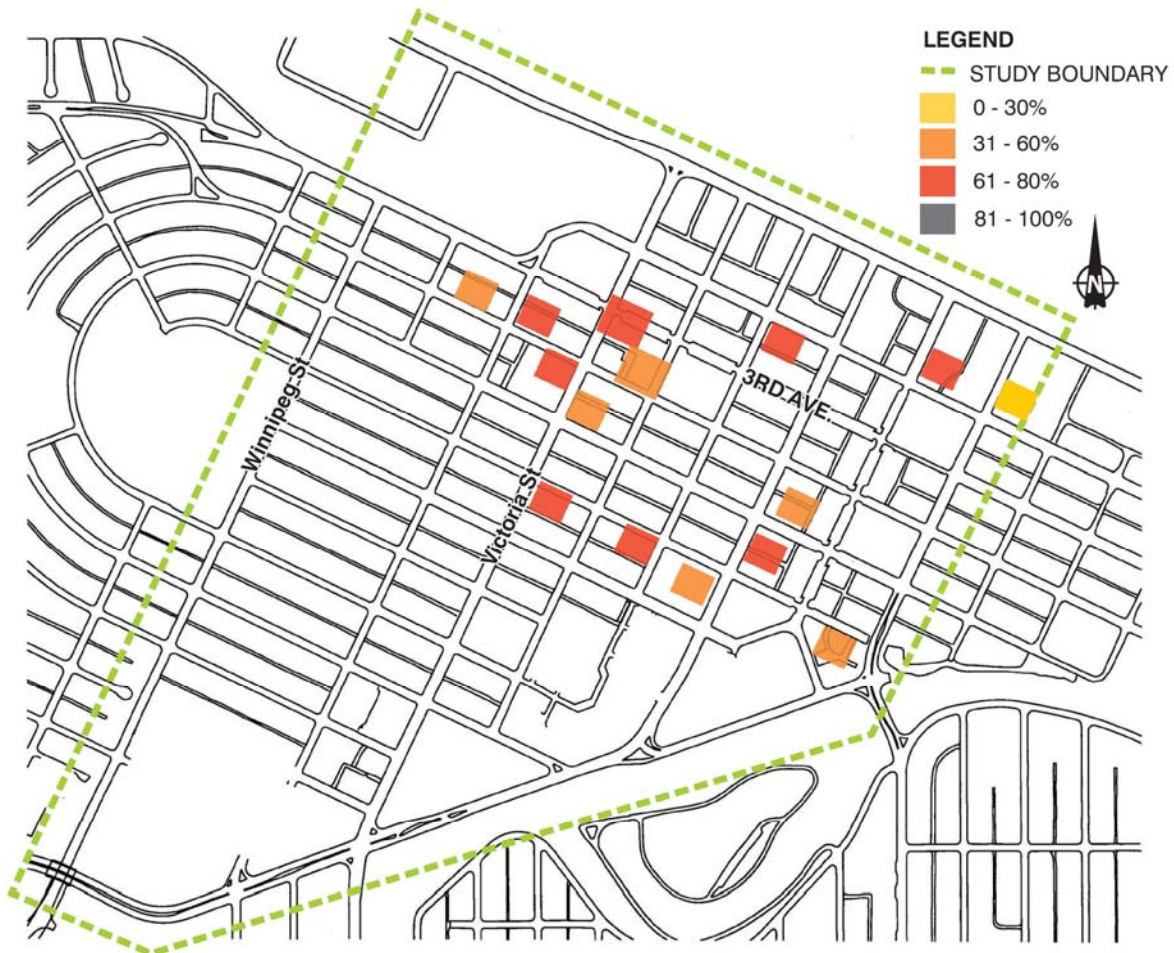 LEGEND
STUDY BOUNDARY
0 - 30%
31 - 60%
61 - 80%
81 - 100%
N
3RD AVE.
Winnipeg St
Victoria St